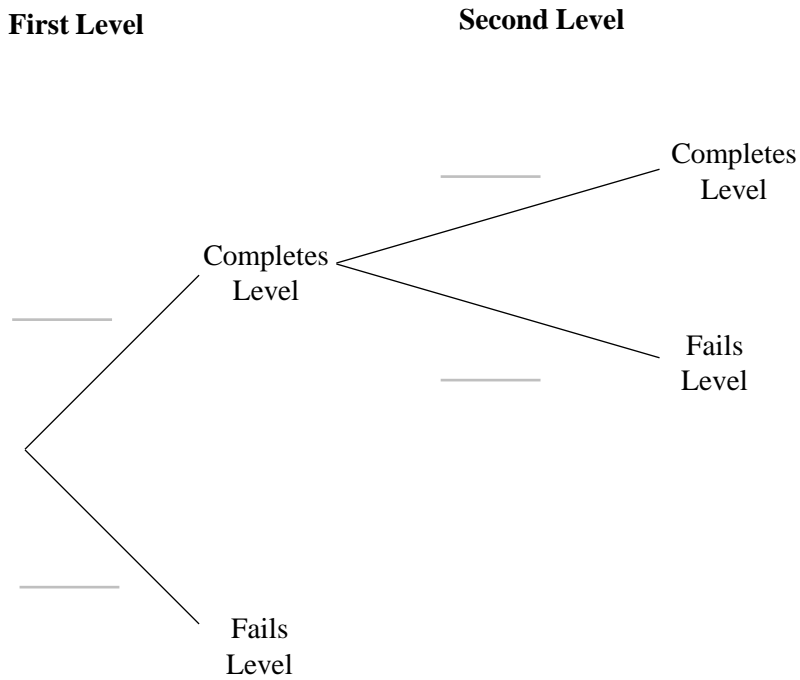 First Level
Second Level
Completes
Level
Completes
Level
Fails
Level
Fails
Level